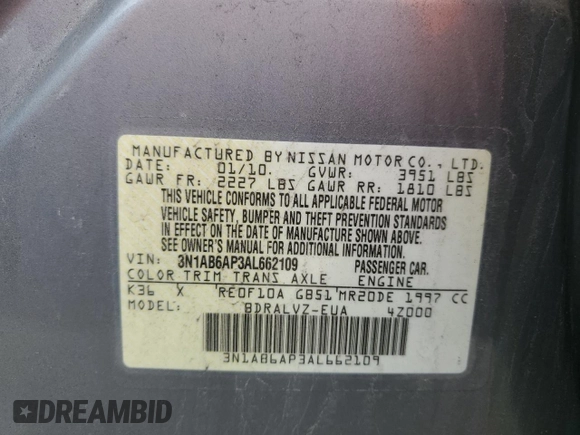 MANUFACTURED BY NISSAN MOTOR CO., LTD.
DATE: 01/10. GVWR: 3951 LBS
GAWR FR: 2227 LBS GAWR RR: 1810 LBS
THIS VEHICLE CONFORMS TO ALL APPLICABLE FEDERAL MOTOR
VEHICLE SAFETY, BUMPER AND THEFT PREVENTION STANDARDS
IN EFFECT ON THE DATE OF MANUFACTURE SHOWN ABOVE.
SEE OWNER'S MANUAL FOR ADDITIONAL INFORMATION.
VIN: 3N1AB6AP3AL662109 PASSENGER CAR.
COLOR TRIM TRANS AXLE ENGINE
K36 X 'RE0F10A GB51'MR20DE 1997 CC
'BDRALVZ-EUA 4Z000
3N1AB6AP3AL662109
DREAMBID